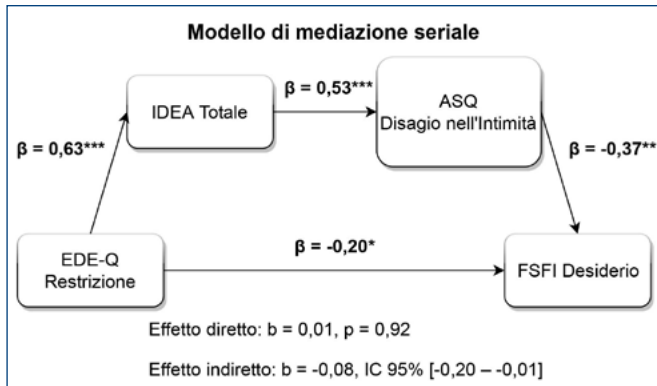 Modello di mediazione seriale
β = 0,53***
IDEA Totale
ASQ
Disagio nell'Intimità
β = 0,63***
β = -0,37**
β = -0,20*
EDE-Q
Restrizione
FSFI Desiderio
Effetto diretto: b = 0,01, p = 0,92
Effetto indiretto: b = -0,08, IC 95% [-0,20 – -0,01]